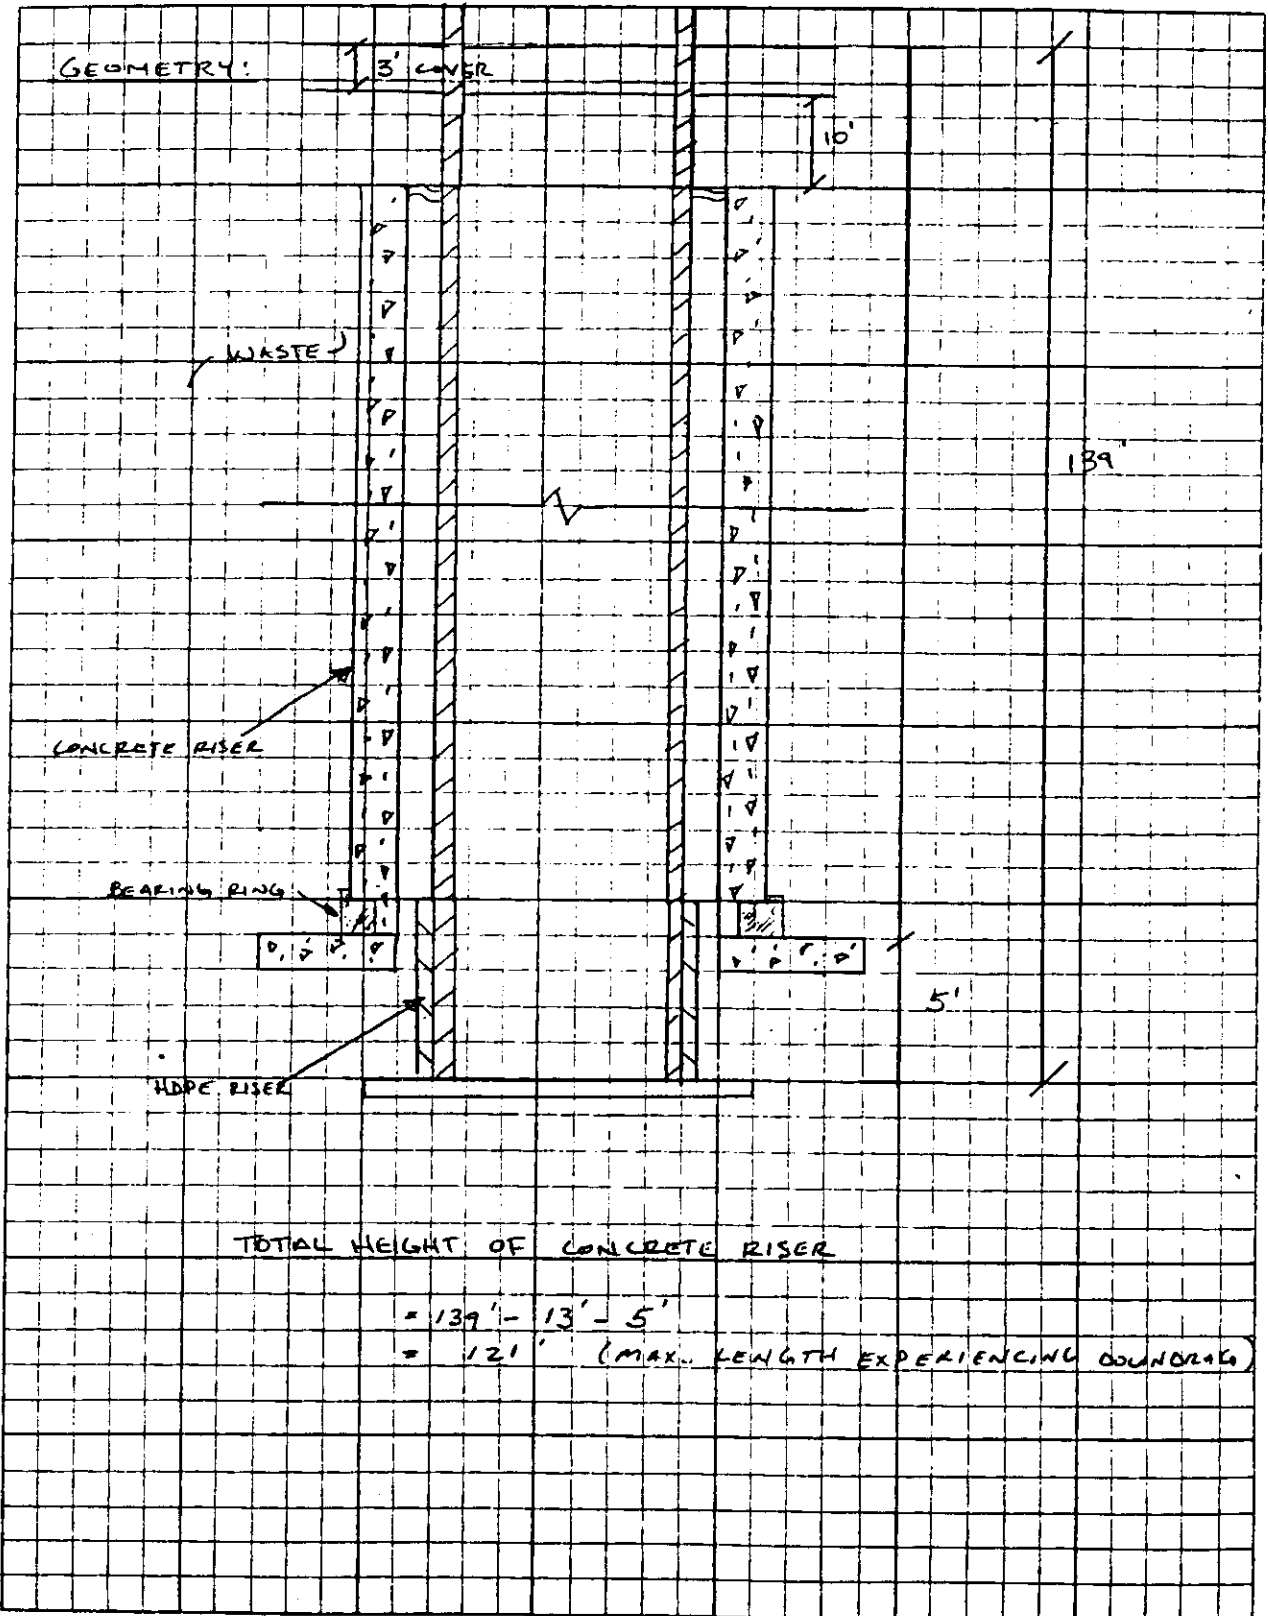 GEOMETRY:
3' COVER
10'
WASTE
139'
CONCRETE RISER
BEARING RING
5'
HDPE RISER
TOTAL HEIGHT OF CONCRETE RISER
= 139' - 13' - 5'
= 121' (MAX. LENGTH EXPERIENCING DOWNDRAG)